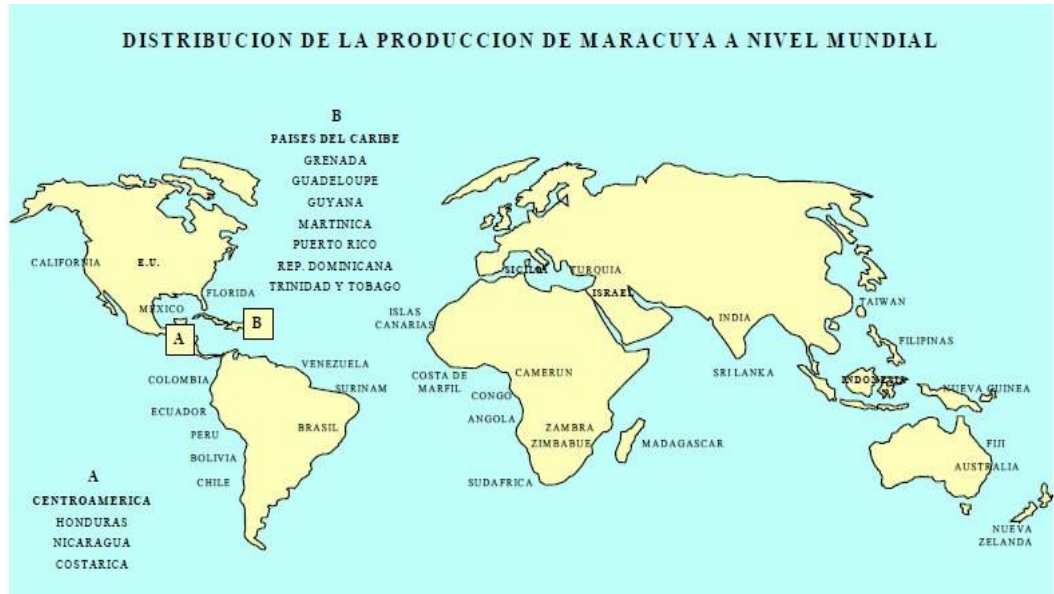 DISTRIBUCION DE LA PRODUCCION DE MARACUYA A NIVEL MUNDIAL
B
PAISES DEL CARIBE
GRENADA
GUADELOUPE
GUYANA
MARTINICA
PUERTO RICO
REP. DOMINICANA
TRINIDAD Y TOBAGO
CALIFORNIA
E.U.
FLORIDA
MEXICO
A
B
VENEZUELA
COLOMBIA
SURINAM
ECUADOR
PERU
BRASIL
BOLIVIA
CHILE
A
CENTROAMERICA
HONDURAS
NICARAGUA
COSTARICA
SICILIA
TURQUIA
ISRAEL
ISLAS
CANARIAS
COSTA DE
MARFIL
CAMERUN
CONGO
ANGOLA
ZAMBRA
ZIMBABUE
MADAGASCAR
SUDAFRICA
INDIA
SRI LANKA
TAIWAN
FILIPINAS
INDONESIA
NUEVA GUINEA
FIJI
AUSTRALIA
NUEVA
ZELANDA